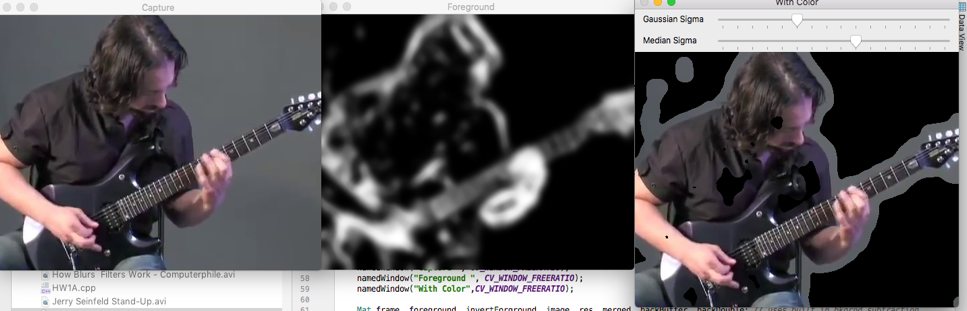 Capture
Foreground
With Color
Gaussian Sigma
Median Sigma
Data View
How Blurs Filters Work - Computerphile.avi
HW1A.cpp
Jerry Seinfeld Stand-Up.avi
58
59
60
61
namedWindow("Foreground ", CV_WINDOW_FREERATIO);
namedWindow("With Color",CV_WINDOW_FREERATIO);
Mat frame, foreground, invertForground, image, res, merged